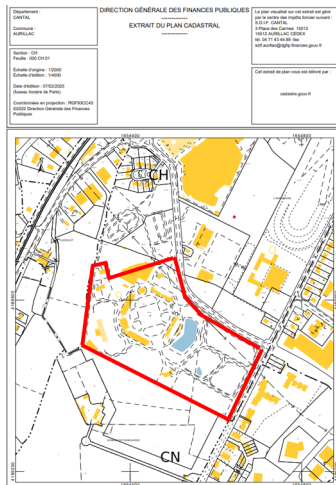 Département :
CANTAL
Commune :
AURILLAC
Section : CH
Feuille : 000 CH 01
Échelle d'origine : 1/2000
Échelle d'édition : 1/4000
Date d'édition : 07/02/2025
(fuseau horaire de Paris)
Coordonnées en projection : RGF93CC45
©2022 Direction Générale des Finances
Publiques
DIRECTION GÉNÉRALE DES FINANCES PUBLIQUES
-------------
EXTRAIT DU PLAN CADASTRAL
-------------
Le plan visualisé sur cet extrait est géré
par le centre des impôts foncier suivant :
S.D.I.F. CANTAL
3 Place des Carmes 15012
15012 AURILLAC CEDEX
tél. 04 71 43 44 89 -fax
sdif.aurillac@dgfip.finances.gouv.fr
Cet extrait de plan vous est délivré par :
cadastre.gouv.fr
CH
CN